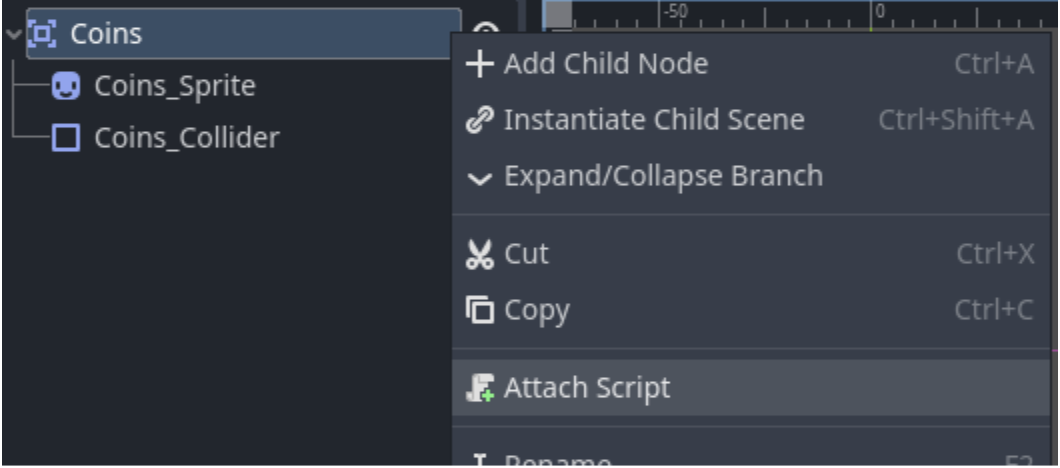 Coins
-50
0
Coins_Sprite
Coins_Collider
Add Child Node Ctrl+A
Instantiate Child Scene Ctrl+Shift+A
Expand/Collapse Branch
Cut Ctrl+X
Copy Ctrl+C
Attach Script
Rename F2